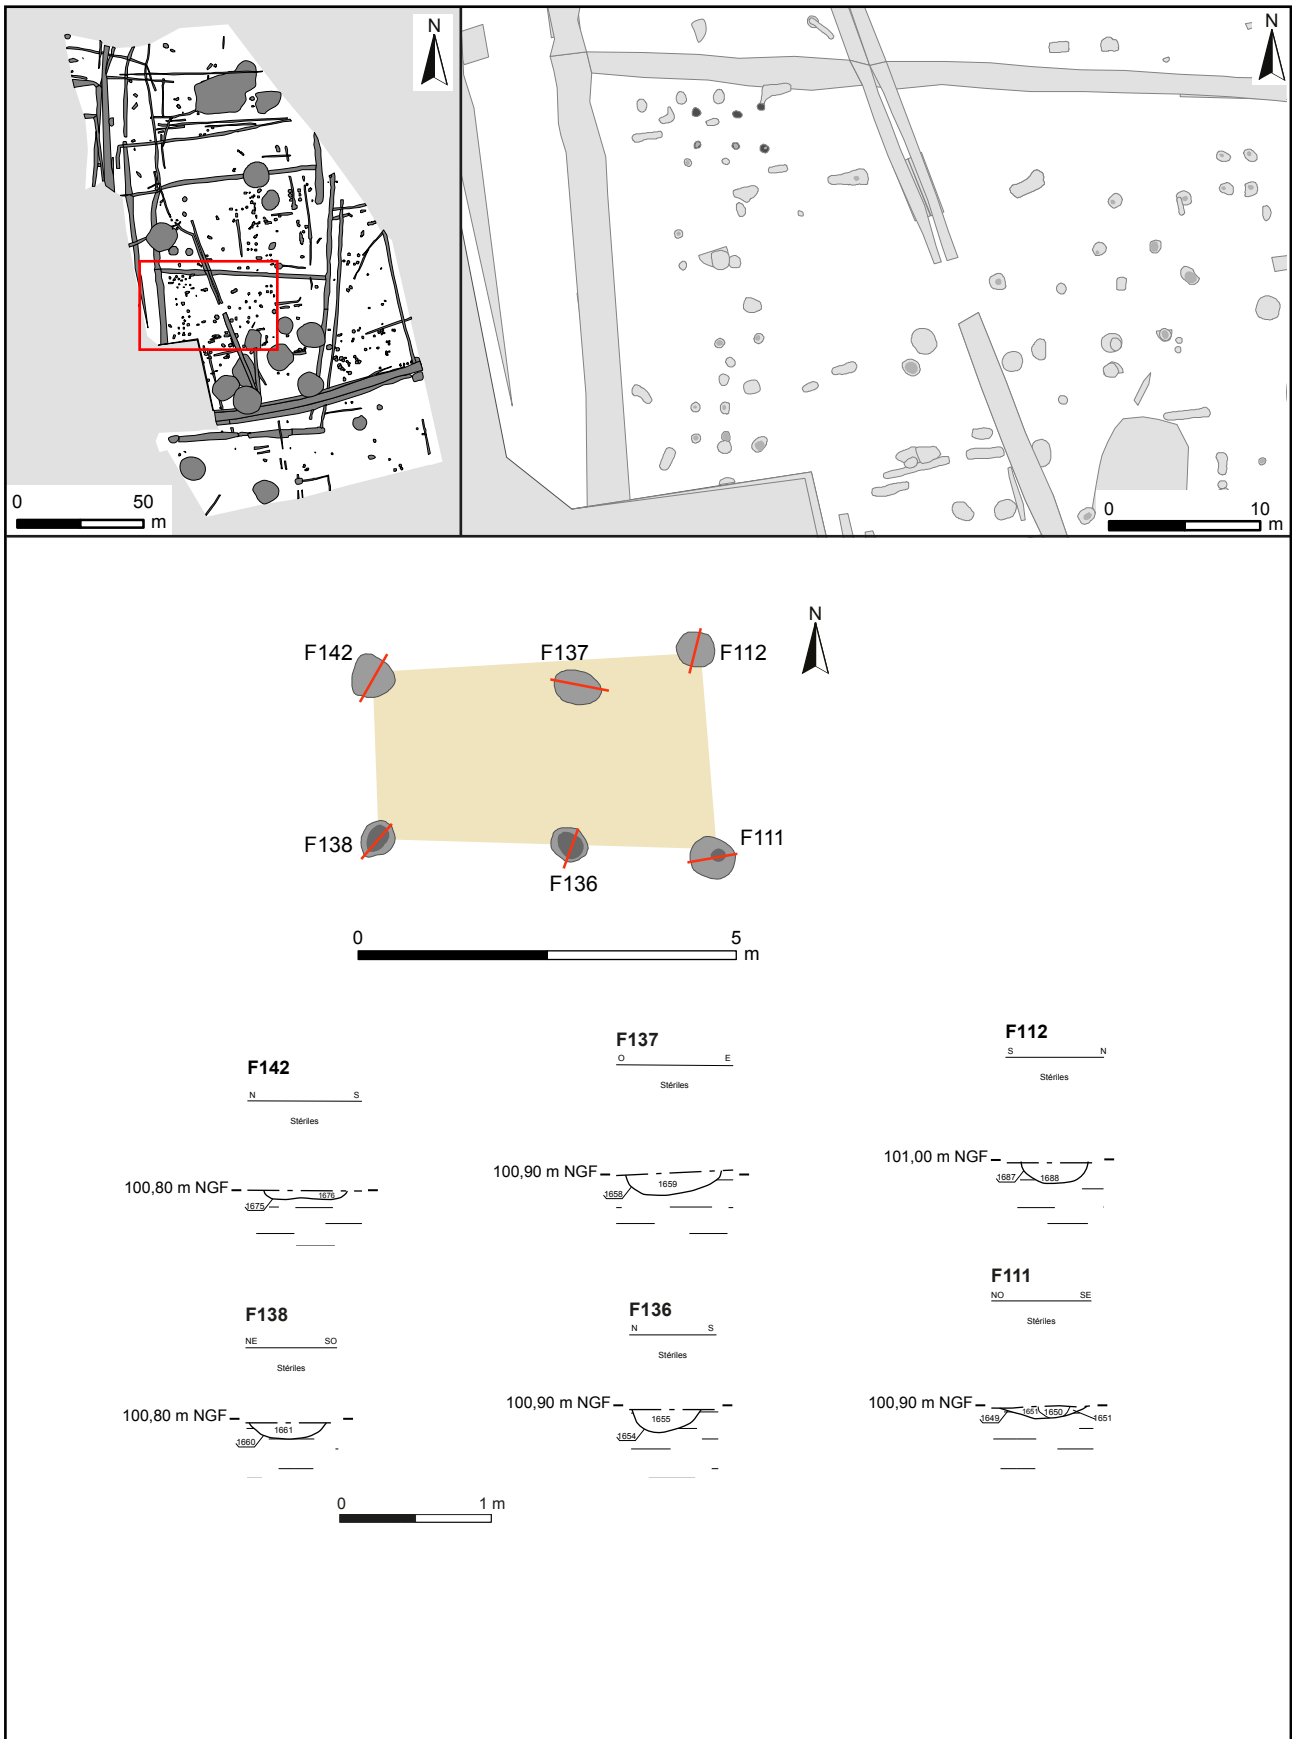 N
0 50
m
N
0 10
m
N
F142 F137 F112
F138 F136 F111
0 5
m
F142
N S
Stériles
100,80 m NGF
1675 1676
F137
O E
Stériles
100,90 m NGF
1658 1659
F112
S N
Stériles
101,00 m NGF
1687 1688
F138
NE SO
Stériles
100,80 m NGF
1660 1661
F136
N S
Stériles
100,90 m NGF
1654 1655
F111
NO SE
Stériles
100,90 m NGF
1649 1651 1650 1651
0 1 m